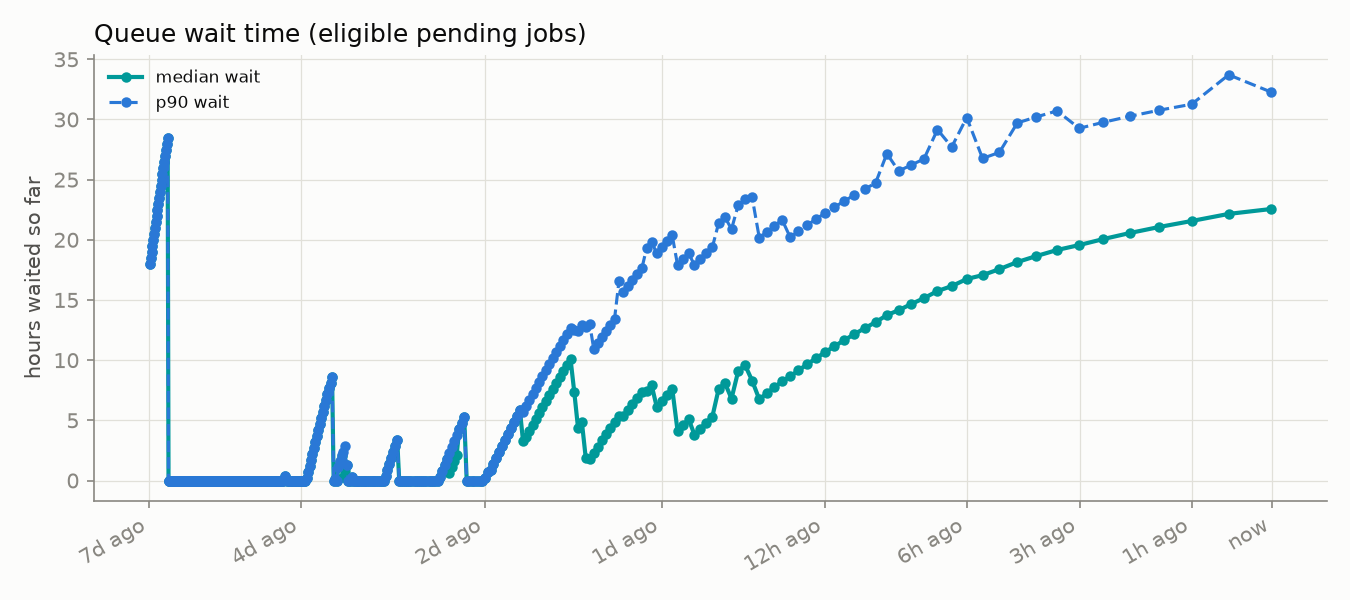 Queue wait time (eligible pending jobs)
median wait
p90 wait
hours waited so far
35
30
25
20
15
10
5
0
7d ago
4d ago
2d ago
1d ago
12h ago
6h ago
3h ago
1h ago
now